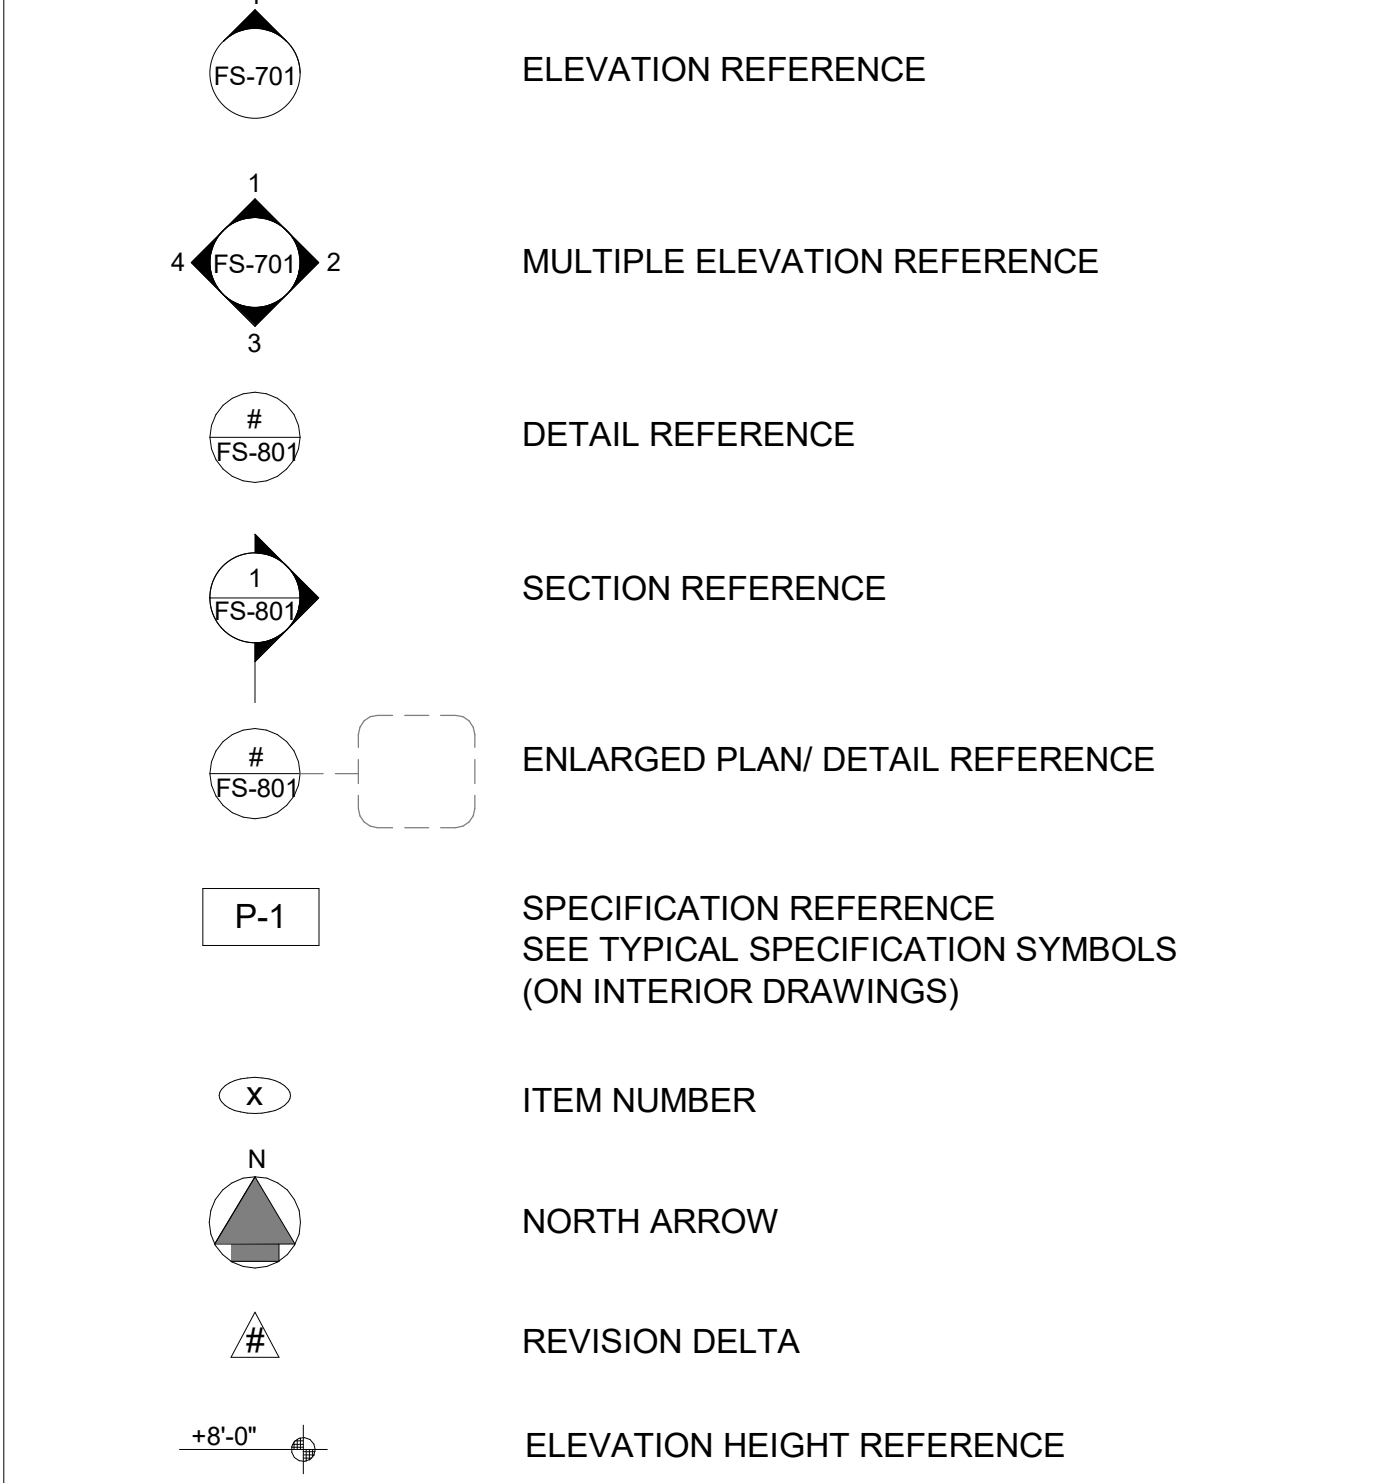 FS-701
ELEVATION REFERENCE
1
4
FS-701
2
MULTIPLE ELEVATION REFERENCE
3
#
FS-801
DETAIL REFERENCE
1
FS-801
SECTION REFERENCE
#
FS-801
ENLARGED PLAN/ DETAIL REFERENCE
P-1
SPECIFICATION REFERENCE
SEE TYPICAL SPECIFICATION SYMBOLS
(ON INTERIOR DRAWINGS)
X
ITEM NUMBER
N
NORTH ARROW
#
REVISION DELTA
+8'-0"
ELEVATION HEIGHT REFERENCE